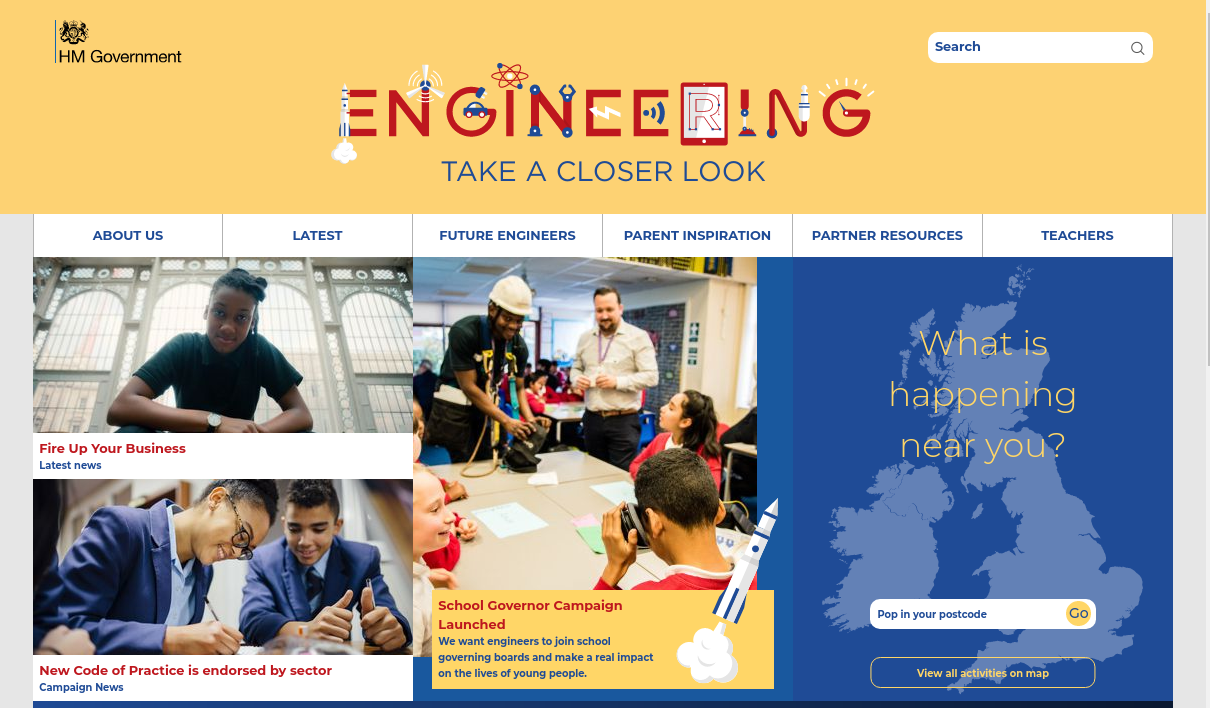 HM Government
Search
ENGINEERING
TAKE A CLOSER LOOK
ABOUT US
LATEST
FUTURE ENGINEERS
PARENT INSPIRATION
PARTNER RESOURCES
TEACHERS
Fire Up Your Business
Latest news
New Code of Practice is endorsed by sector
Campaign News
School Governor Campaign
Launched
We want engineers to join school
governing boards and make a real impact
on the lives of young people.
What is
happening
near you?
Pop in your postcode
Go
View all activities on map